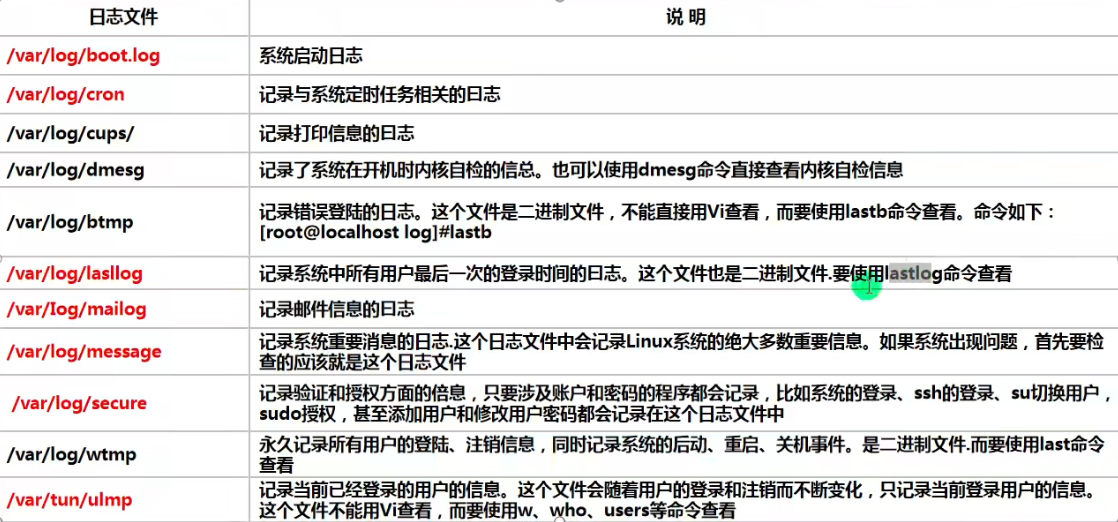 日志文件 说 明
/var/log/boot.log 系统启动日志
/var/log/cron 记录与系统定时任务相关的日志
/var/log/cups/ 记录打印信息的日志
/var/log/dmesg 记录了系统在开机时内核自检的信总。也可以使用dmesg命令直接查看内核自检信息
/var/log/btmp 记录错误登陆的日志。这个文件是二进制文件，不能直接用Vi查看，而要使用lastb命令查看。命令如下：
[root@localhost log]#lastb
/var/log/lasllog 记录系统中所有用户最后一次的登录时间的日志。这个文件也是二进制文件.要使用lastlog命令查看
/var/Iog/mailog 记录邮件信息的日志
/var/log/message 记录系统重要消息的日志.这个日志文件中会记录Linux系统的绝大多数重要信息。如果系统出现问题，首先要检
查的应该就是这个日志文件
/var/log/secure 记录验证和授权方面的倍息，只要涉及账户和密码的程序都会记录，比如系统的登录、ssh的登录、su切换用户，
sudo授权，甚至添加用户和修改用户密码都会记录在这个日志文件中
/var/log/wtmp 永久记录所有用户的登陆、注销信息，同时记录系统的后动、重启、关机事件。是二进制文件.而要使用last命令
查看
/var/tun/ulmp 记录当前已经登录的用户的信息。这个文件会随着用户的登录和注销而不断变化，只记录当前登录用户的信息。
这个文件不能用Vi查看，而要使用w、who、users等命令查看